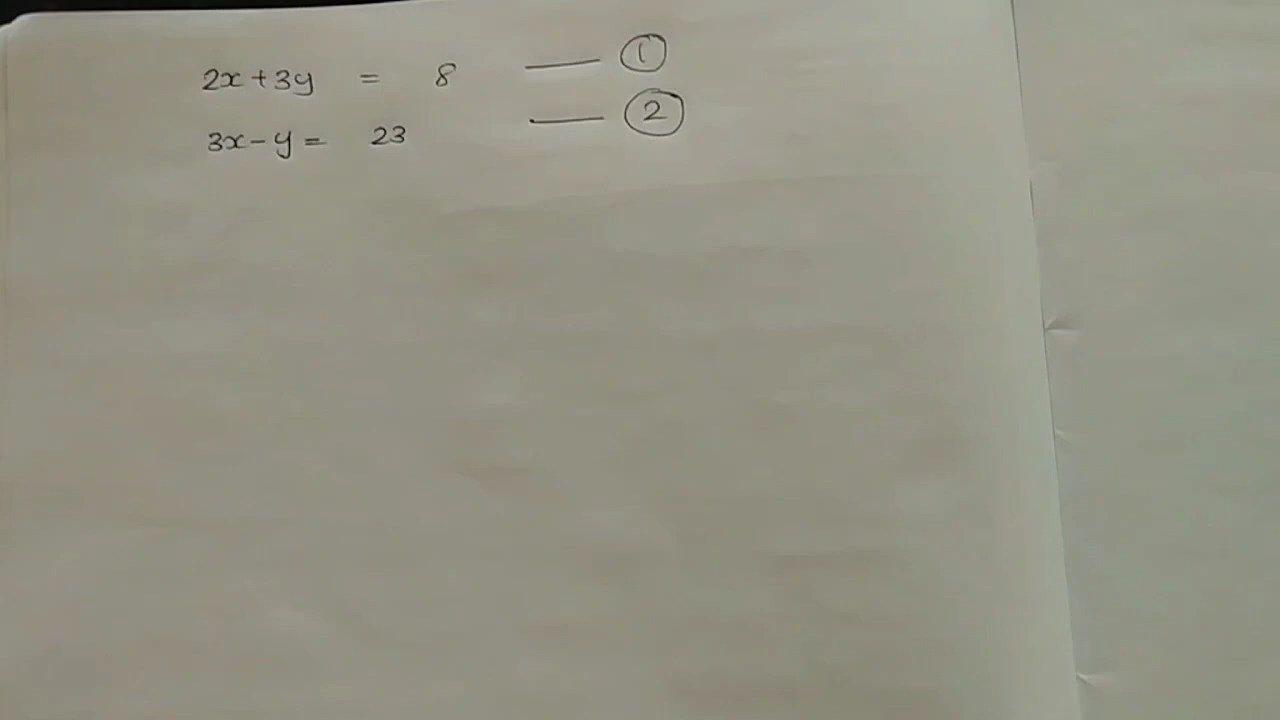 2x + 3y = 8 —— ①
3x - y = 23 —— ②